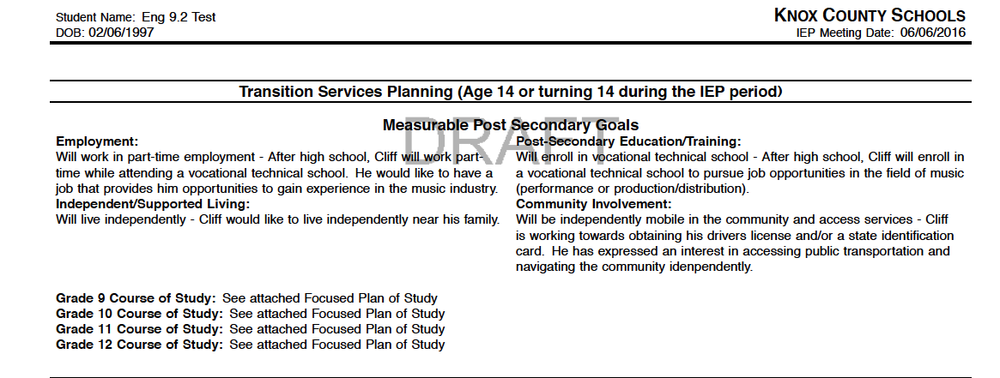 Student Name: Eng 9.2 Test
DOB: 02/06/1997
KNOX COUNTY SCHOOLS
IEP Meeting Date: 06/06/2016
Transition Services Planning (Age 14 or turning 14 during the IEP period)
DRAFT
Measurable Post Secondary Goals
Employment:
Will work in part-time employment - After high school, Cliff will work part-
time while attending a vocational technical school. He would like to have a
job that provides him opportunities to gain experience in the music industry.
Independent/Supported Living:
Will live independently - Cliff would like to live independently near his family.
Post-Secondary Education/Training:
Will enroll in vocational technical school - After high school, Cliff will enroll in
a vocational technical school to pursue job opportunities in the field of music
(performance or production/distribution).
Community Involvement:
Will be independently mobile in the community and access services - Cliff
is working towards obtaining his drivers license and/or a state identification
card. He has expressed an interest in accessing public transportation and
navigating the community idenpendently.
Grade 9 Course of Study: See attached Focused Plan of Study
Grade 10 Course of Study: See attached Focused Plan of Study
Grade 11 Course of Study: See attached Focused Plan of Study
Grade 12 Course of Study: See attached Focused Plan of Study